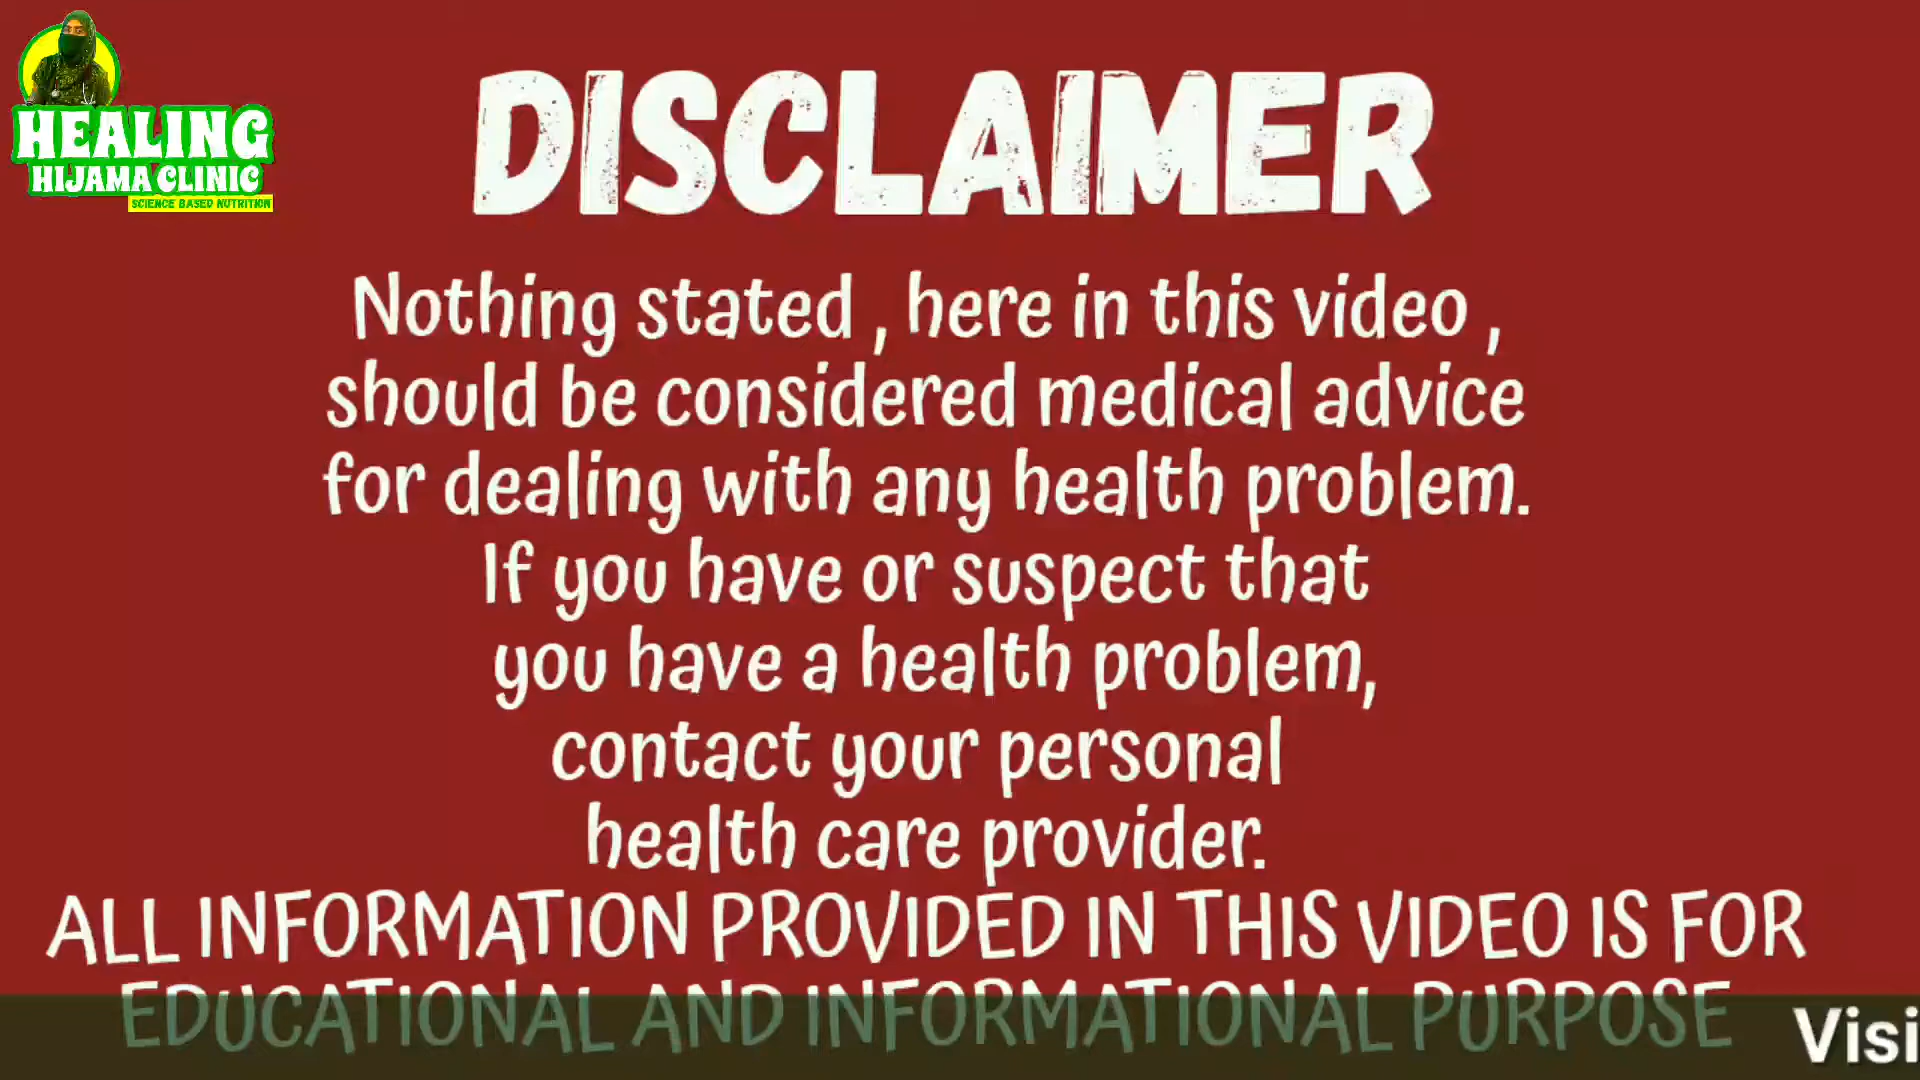 HEALING
HIJAMA CLINIC
SCIENCE BASED NUTRITION
DISCLAIMER
Nothing stated , here in this video ,
should be considered medical advice
for dealing with any health problem.
If you have or suspect that
you have a health problem,
contact your personal
health care provider.
ALL INFORMATION PROVIDED IN THIS VIDEO IS FOR
EDUCATIONAL AND INFORMATIONAL PURPOSE
Visi